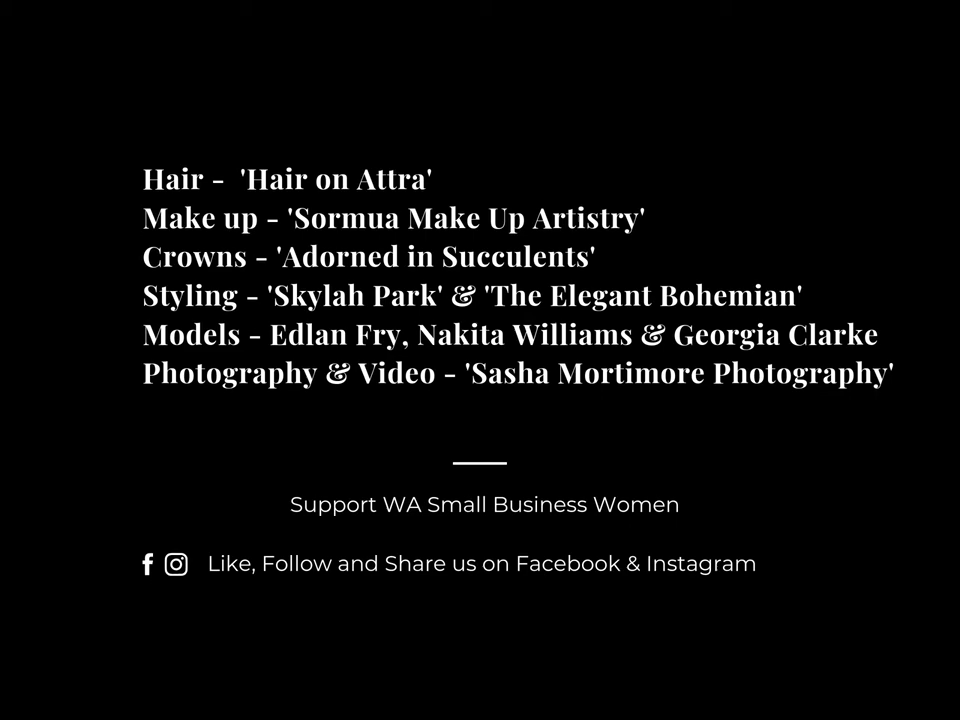 Hair - 'Hair on Attra'
Make up - 'Sormua Make Up Artistry'
Crowns - 'Adorned in Succulents'
Styling - 'Skylah Park' & 'The Elegant Bohemian'
Models - Edlan Fry, Nakita Williams & Georgia Clarke
Photography & Video - 'Sasha Mortimore Photography'
Support WA Small Business Women
Like, Follow and Share us on Facebook & Instagram